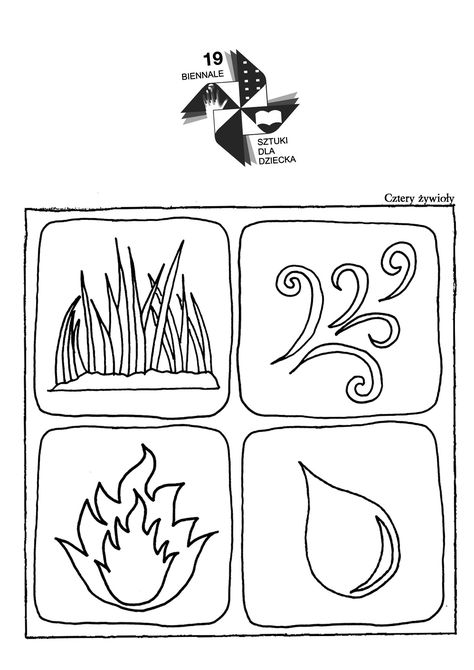 19
BIENNALE
SZTUKI
DLA
DZIECKA
Cztery żywioły